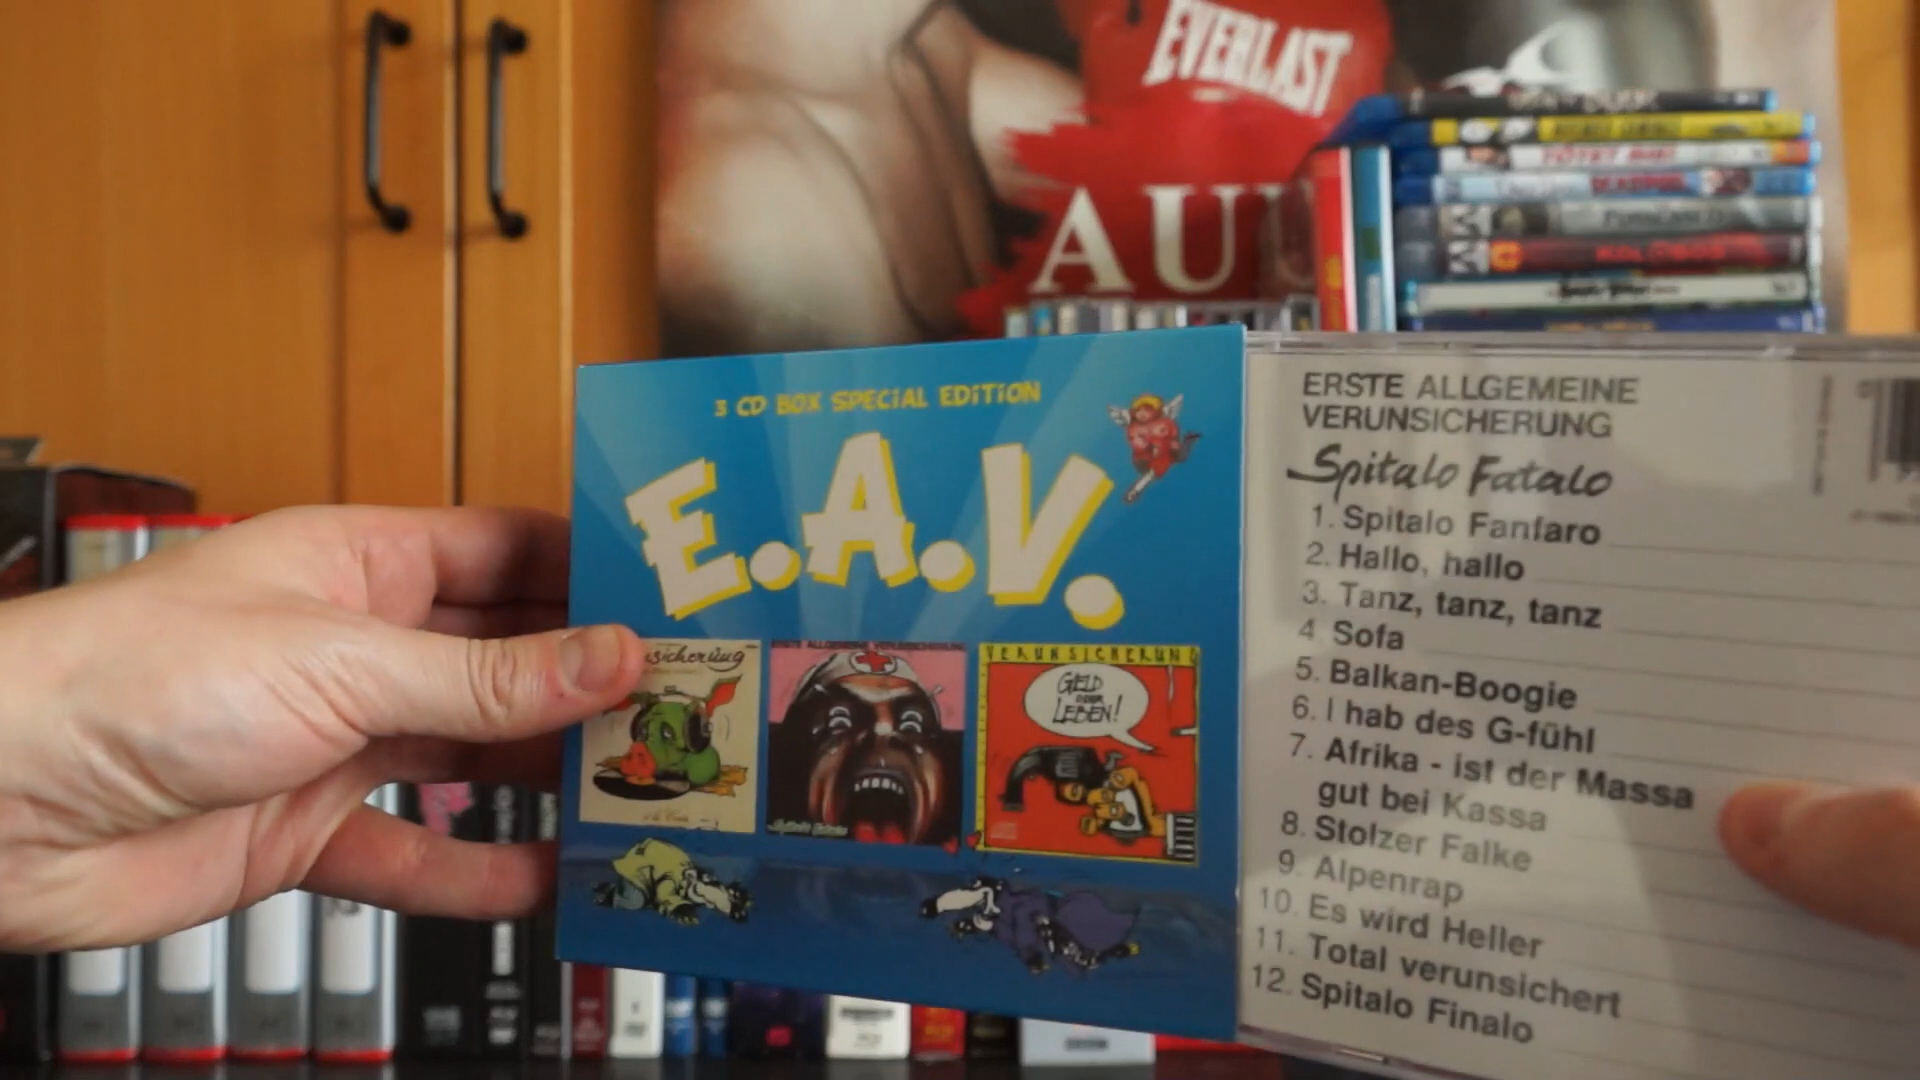 EVERLAST
AU
TÖTET
KOLOBOS
3 CD BOX SPECIAL EDITION
E.A.V.
VERUNSICHERUNG
GELD
ODER
LEBEN!
ERSTE ALLGEMEINE
VERUNSICHERUNG
Spitalo Fatalo
1. Spitalo Fanfaro
2. Hallo, hallo
3. Tanz, tanz, tanz
4. Sofa
5. Balkan-Boogie
6. I hab des G-fühl
7. Afrika - ist der Massa
gut bei Kassa
8. Stolzer Falke
9. Alpenrap
10. Es wird Heller
11. Total verunsichert
12. Spitalo Finalo